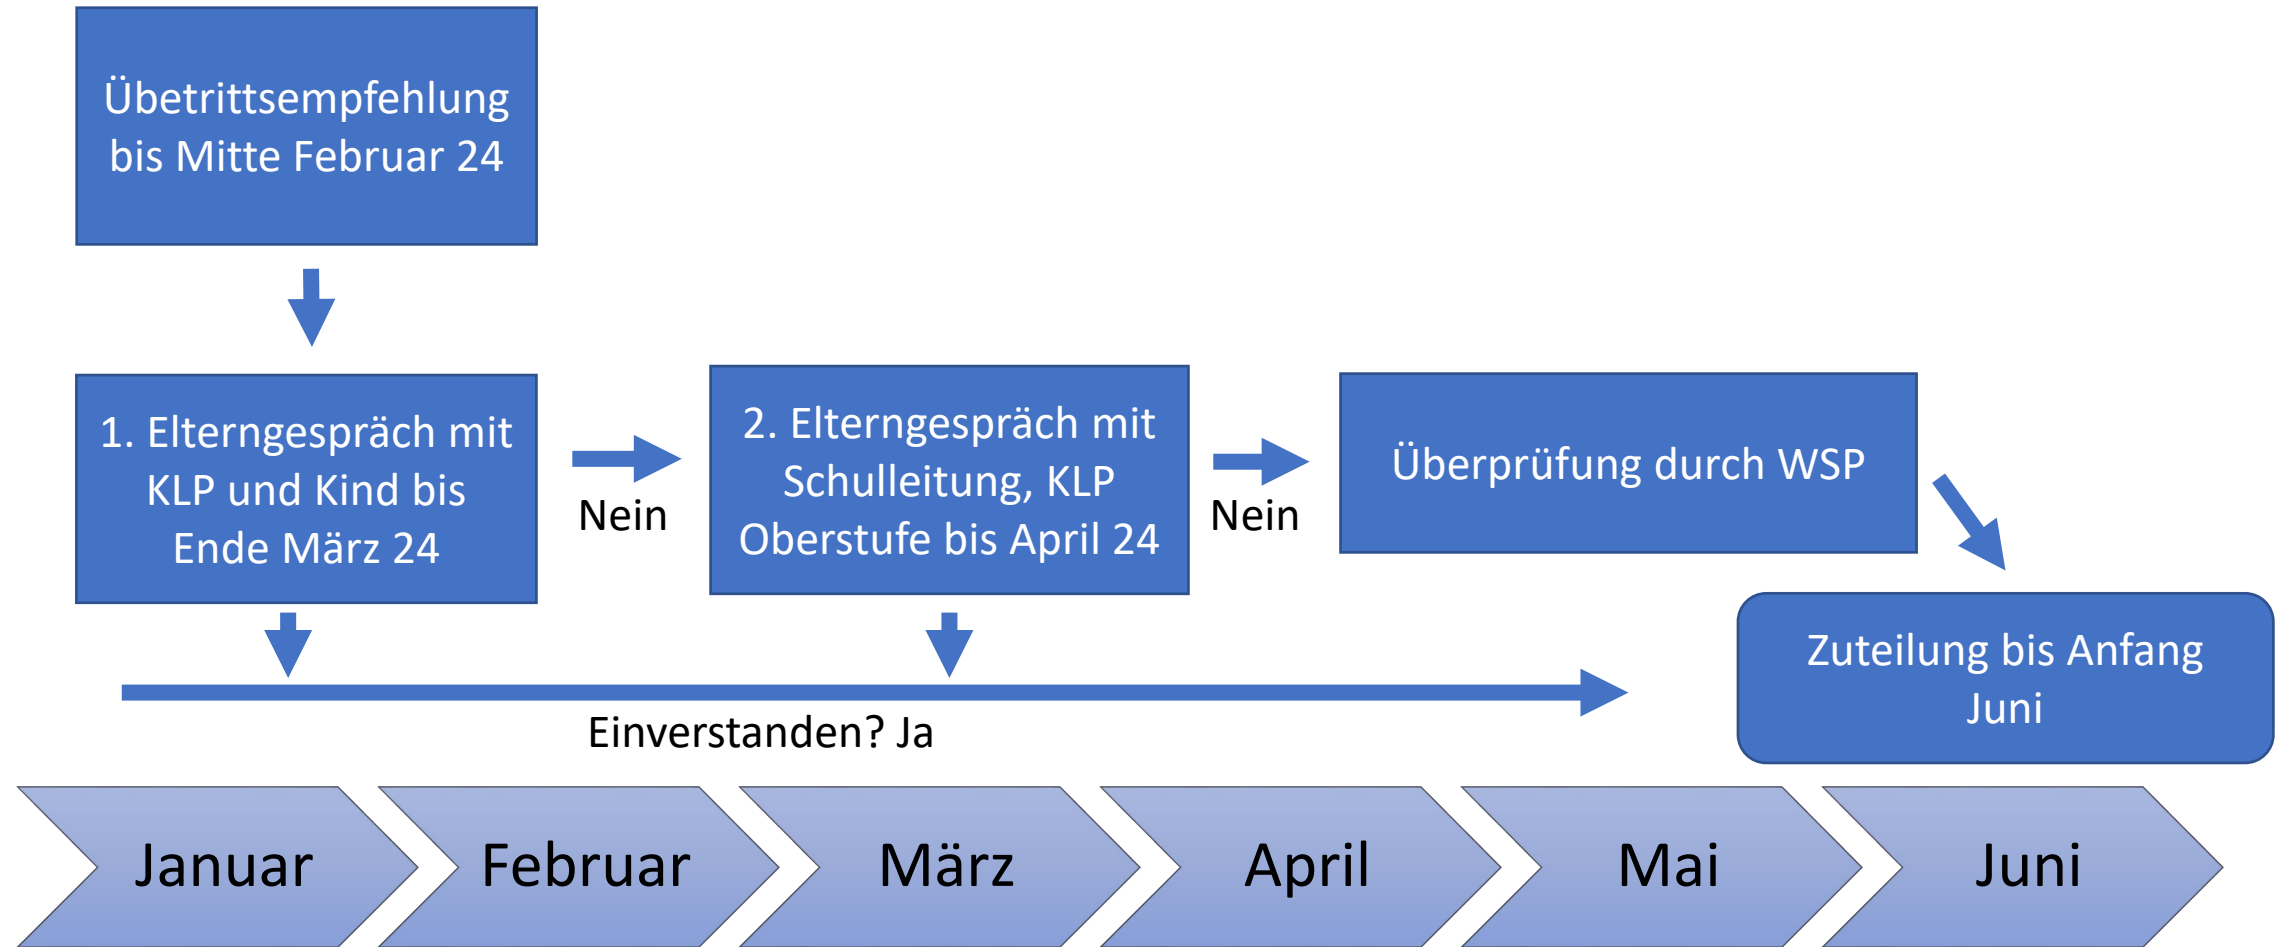 Übetrittsempfehlung
bis Mitte Februar 24
1. Elterngespräch mit
KLP und Kind bis
Ende März 24
Nein
2. Elterngespräch mit
Schulleitung, KLP
Oberstufe bis April 24
Nein
Überprüfung durch WSP
Zuteilung bis Anfang
Juni
Einverstanden? Ja
Januar
Februar
März
April
Mai
Juni